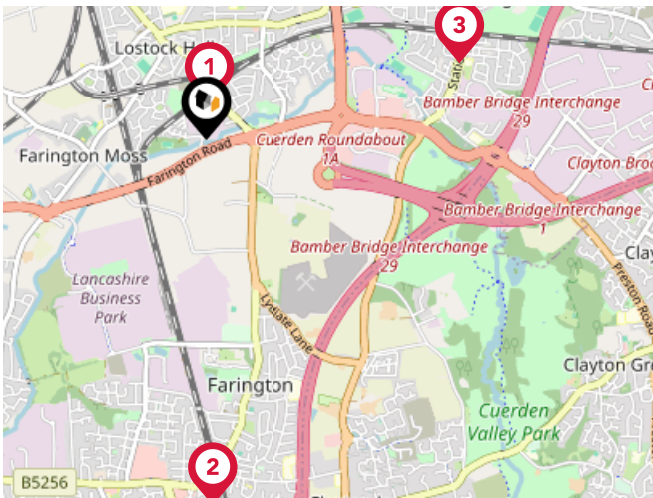 3
Lostock H
1
Stan
Bamber Bridge Interchange
29
Cuerden Roundabout
1A
Farington Moss
Farington Road
Clayton Broo
Bamber Bridge Interchange
1
Bamber Bridge Interchange
29
Clay
Lancashire
Business
Park
Preston Road
Lydiate Lane
Clayton Gr
Farington
Cuerden
Valley Park
2
B5256